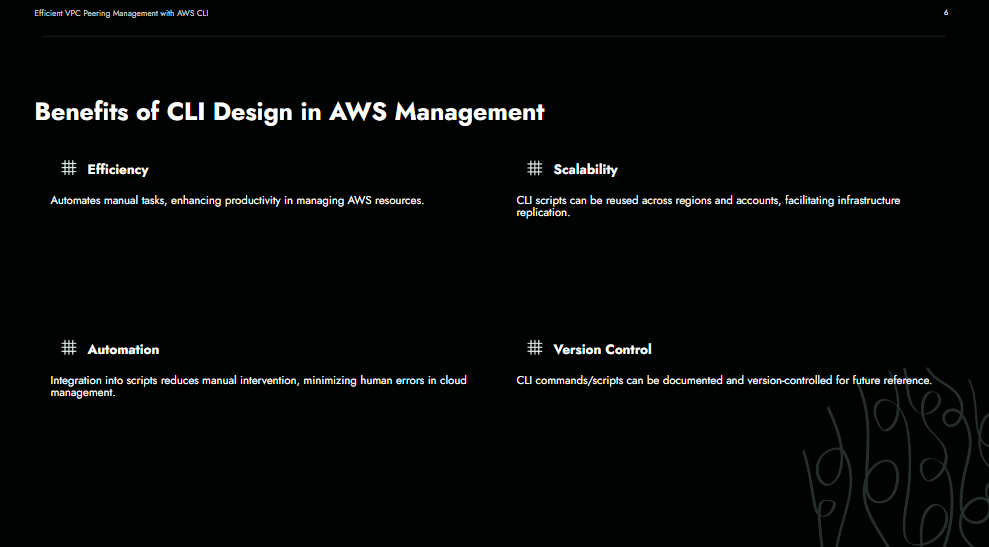 Efficient VPC Peering Management with AWS CLI
6
Benefits of CLI Design in AWS Management
Efficiency
Automates manual tasks, enhancing productivity in managing AWS resources.
Scalability
CLI scripts can be reused across regions and accounts, facilitating infrastructure
replication.
Automation
Integration into scripts reduces manual intervention, minimizing human errors in cloud
management.
Version Control
CLI commands/scripts can be documented and version-controlled for future reference.